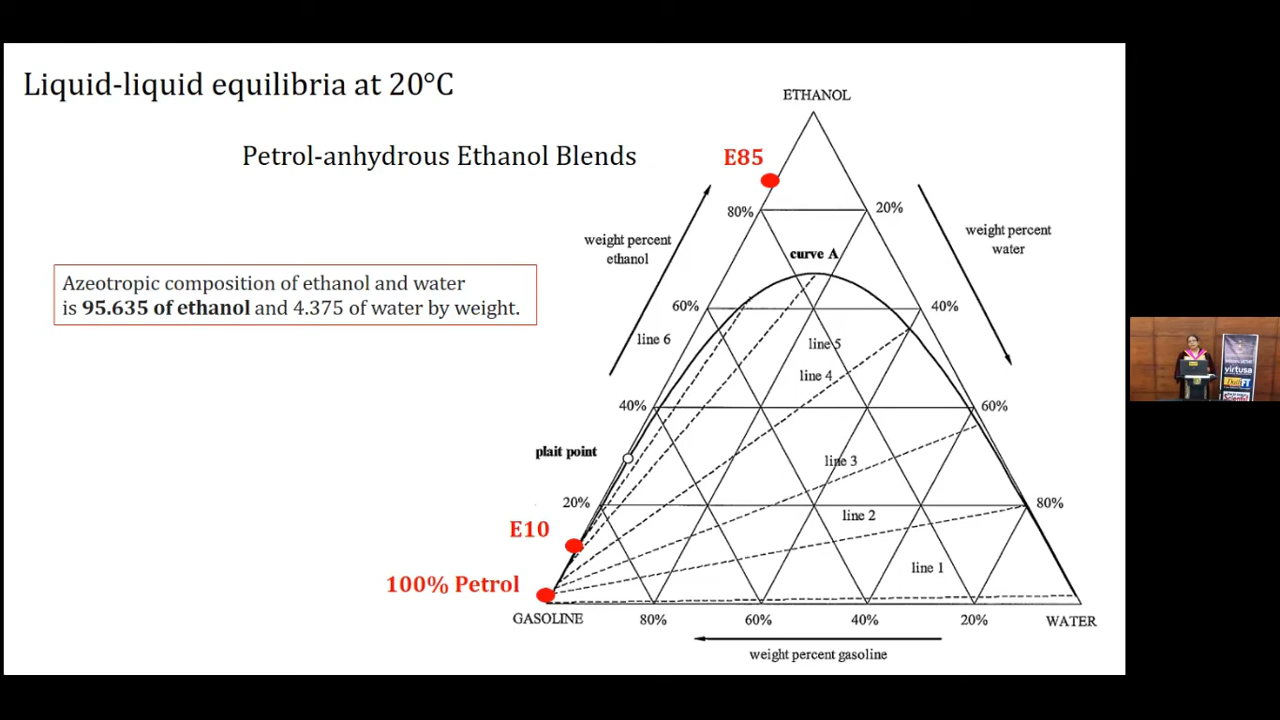 Liquid-liquid equilibria at 20°C
Petrol-anhydrous Ethanol Blends
Azeotropic composition of ethanol and water
is 95.635 of ethanol and 4.375 of water by weight.
ETHANOL
E85
80%
20%
weight percent
ethanol
weight percent
water
curve A
60%
40%
line 6
line 5
line 4
40%
60%
plait point
line 3
20%
80%
line 2
E10
line 1
100% Petrol
GASOLINE
80%
60%
40%
20%
WATER
weight percent gasoline
virtusa
FT